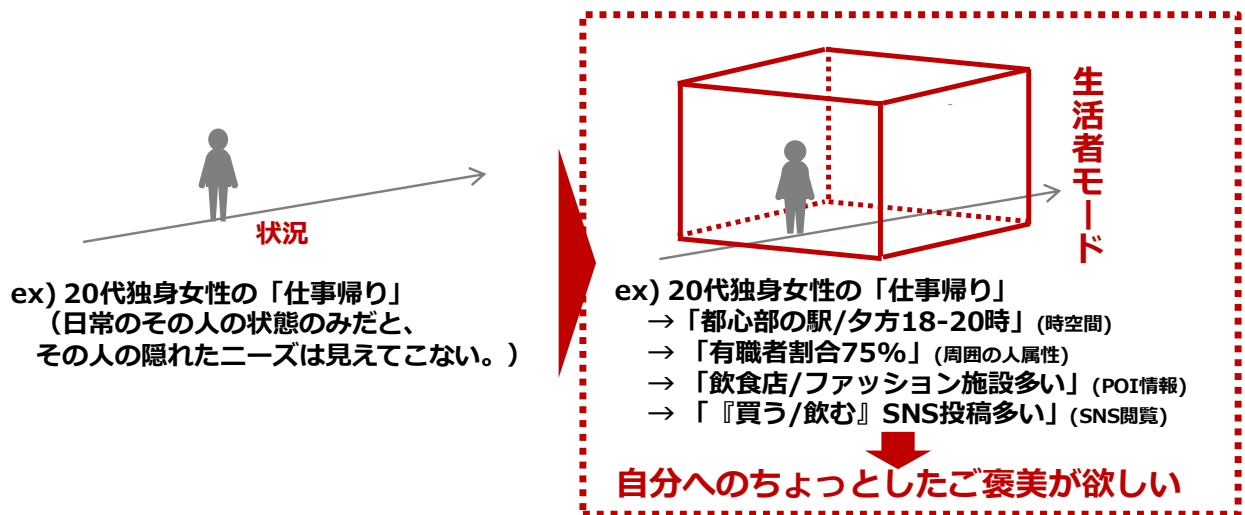 状況
ex) 20代独身女性の「仕事帰り」
（日常のその人の状態のみだと、
その人の隠れたニーズは見えてこない。）
生活者モード
ex) 20代独身女性の「仕事帰り」
→「都心部の駅/夕方18-20時」(時空間)
→ 「有職者割合75%」(周囲の人属性)
→ 「飲食店/ファッション施設多い」(POI情報)
→ 「『買う/飲む』SNS投稿多い」(SNS閲覧)
自分へのちょっとしたご褒美が欲しい